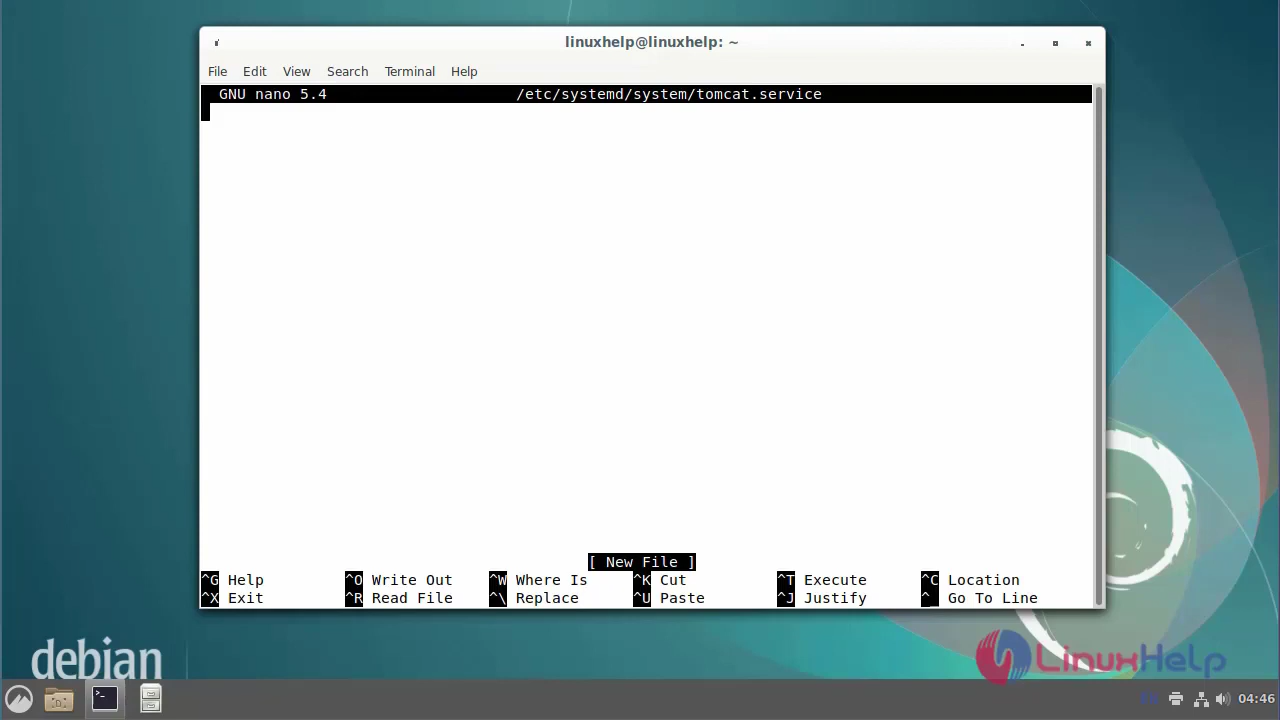 linuxhelp@linuxhelp: ~
File Edit View Search Terminal Help
GNU nano 5.4 /etc/systemd/system/tomcat.service
[ New File ]
^G Help ^O Write Out ^W Where Is ^K Cut ^T Execute ^C Location
^X Exit ^R Read File ^\ Replace ^U Paste ^J Justify ^_ Go To Line
debian
LinuxHelp
EN 04:46